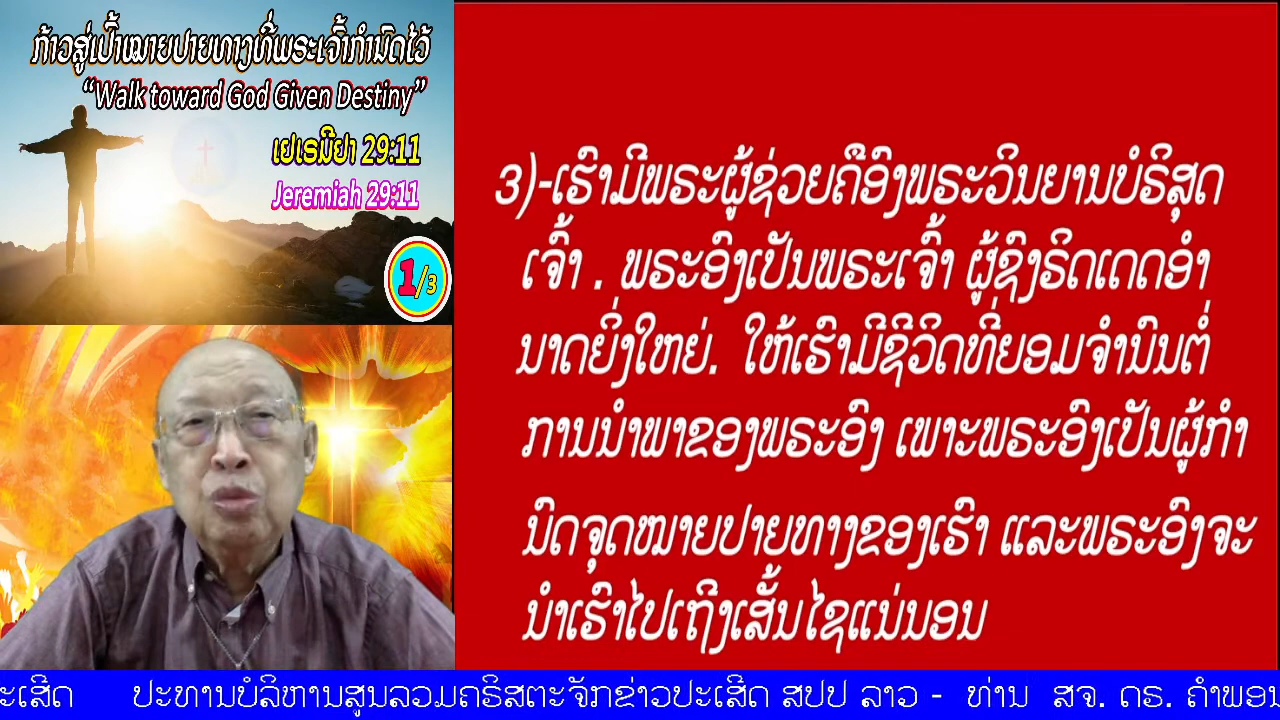 ກ້າວສູ່ເປົ້າໝາຍປາຍທາງທີ່ພຣະເຈົ້າກຳນົດໄວ້
“Walk toward God Given Destiny”
ເຢເຣມີຢາ 29:11
Jeremiah 29:11
1/3
3)-ເຮົາມີພຣະຜູ້ຊ່ວຍຄືອົງພຣະວິນຍານບໍຣິສຸດ
ເຈົ້າ . ພຣະອົງເປັນພຣະເຈົ້າ ຜູ້ຊົງຣິດເດດອຳ
ນາດຍິ່ງໃຫຍ່. ໃຫ້ເຮົາມີຊີວິດທີ່ຍອມຈຳນົນຕໍ່
ການນຳພາຂອງພຣະອົງ ເພາະພຣະອົງເປັນຜູ້ກຳ
ນົດຈຸດໝາຍປາຍທາງຂອງເຮົາ ແລະພຣະອົງຈະ
ນຳເຮົາໄປເຖີງເສັ້ນໄຊແນ່ນອນ
ະເສີດ ປະທານບໍລິຫານສູນລວມຄຣິສຕະຈັກຂ່າວປະເສີດ ສປປ ລາວ - ທ່ານ ສຈ. ດຣ. ຄຳພອນ